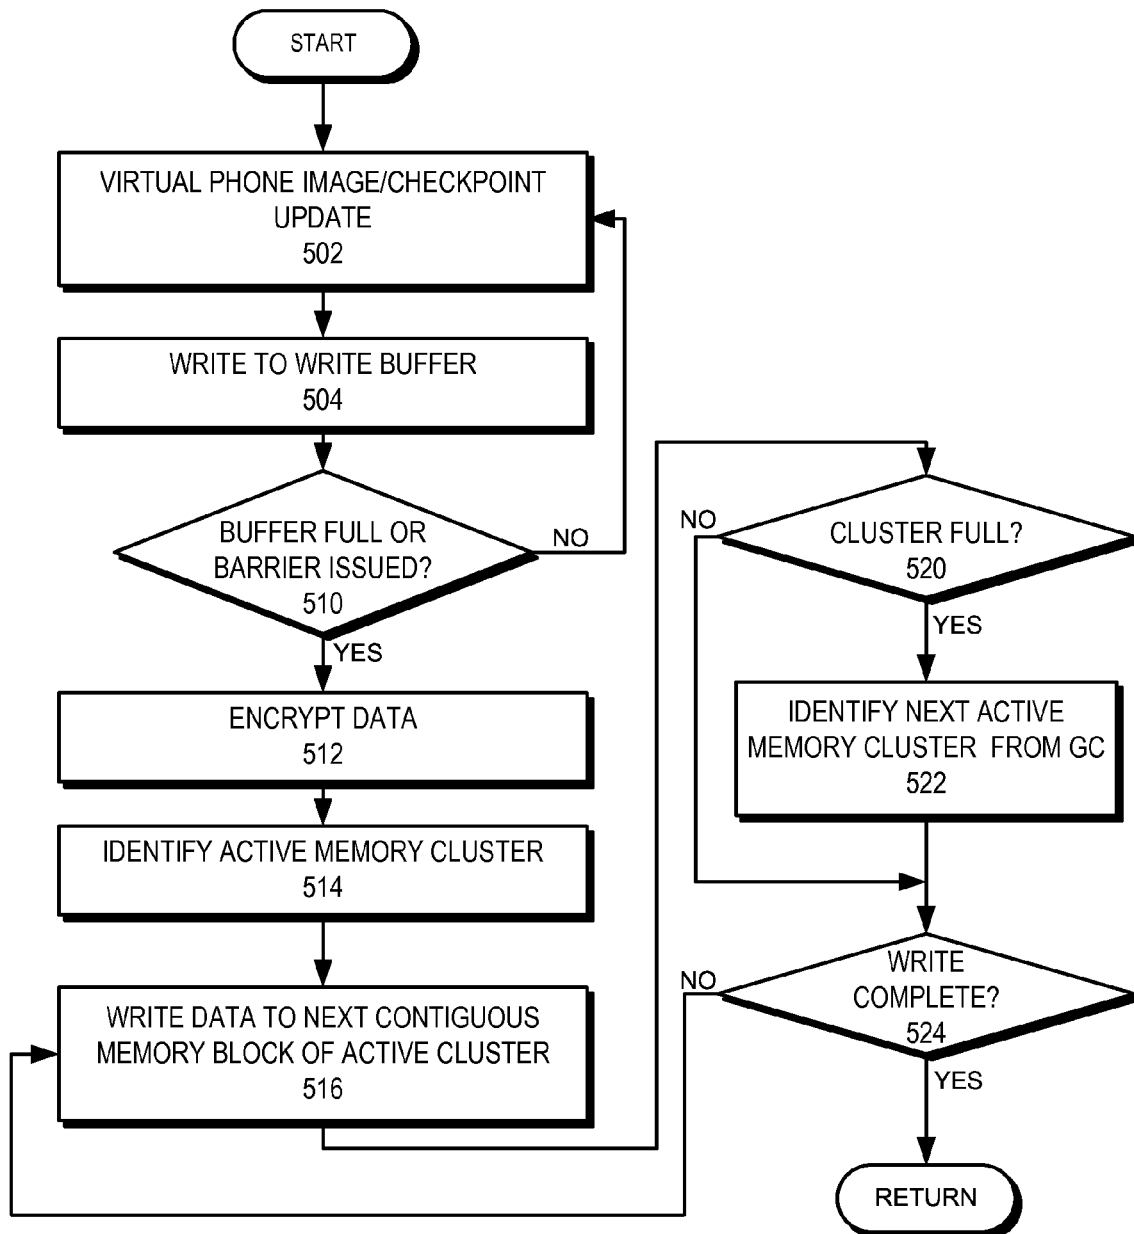 START
VIRTUAL PHONE IMAGE/CHECKPOINT
UPDATE
502
WRITE TO WRITE BUFFER
504
BUFFER FULL OR
BARRIER ISSUED?
510
NO
YES
ENCRYPT DATA
512
IDENTIFY ACTIVE MEMORY CLUSTER
514
WRITE DATA TO NEXT CONTIGUOUS
MEMORY BLOCK OF ACTIVE CLUSTER
516
NO
CLUSTER FULL?
520
YES
IDENTIFY NEXT ACTIVE
MEMORY CLUSTER FROM GC
522
NO
WRITE
COMPLETE?
524
YES
RETURN